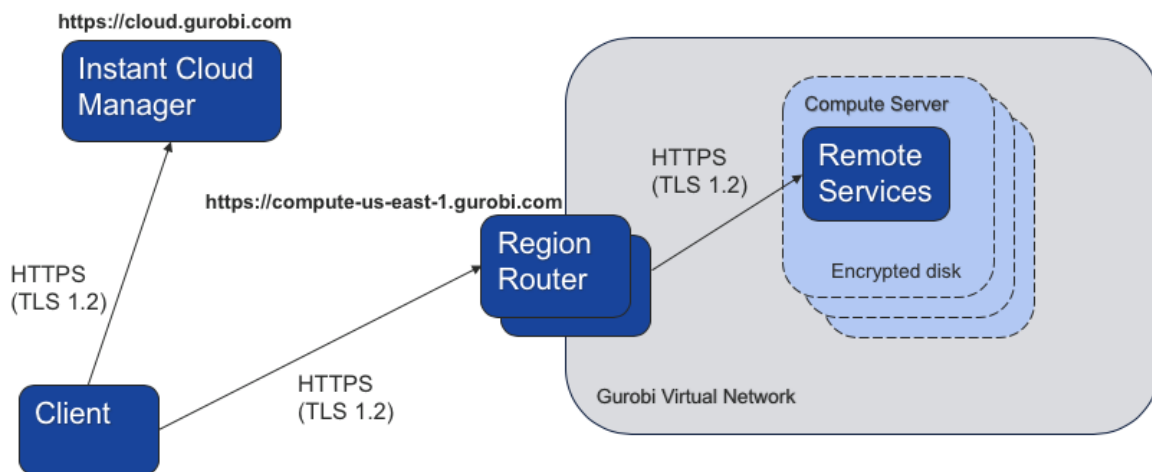 https://cloud.gurobi.com
Instant Cloud
Manager
Compute Server
Remote
Services
HTTPS
(TLS 1.2)
https://compute-us-east-1.gurobi.com
Region
Router
Encrypted disk
HTTPS
(TLS 1.2)
HTTPS
(TLS 1.2)
Gurobi Virtual Network
Client